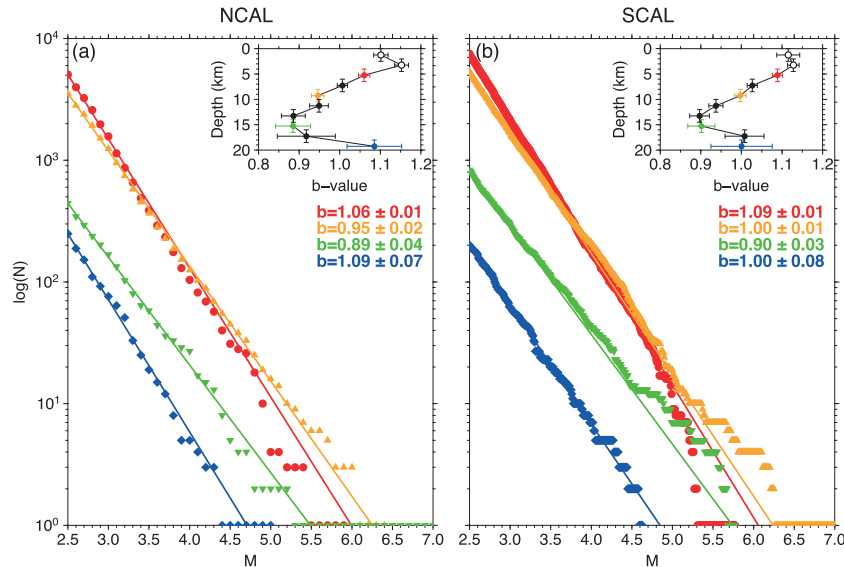 NCAL
SCAL
(a)
(b)
10⁴
10³
10²
10¹
10⁰
log(N)
0
5
10
15
20
Depth (km)
0.8 0.9 1.0 1.1 1.2
b-value
b=1.06 ± 0.01
b=0.95 ± 0.02
b=0.89 ± 0.04
b=1.09 ± 0.07
2.5 3.0 3.5 4.0 4.5 5.0 5.5 6.0 6.5 7.0
M
0
5
10
15
20
Depth (km)
0.8 0.9 1.0 1.1 1.2
b-value
b=1.09 ± 0.01
b=1.00 ± 0.01
b=0.90 ± 0.03
b=1.00 ± 0.08
2.5 3.0 3.5 4.0 4.5 5.0 5.5 6.0 6.5 7.0
M